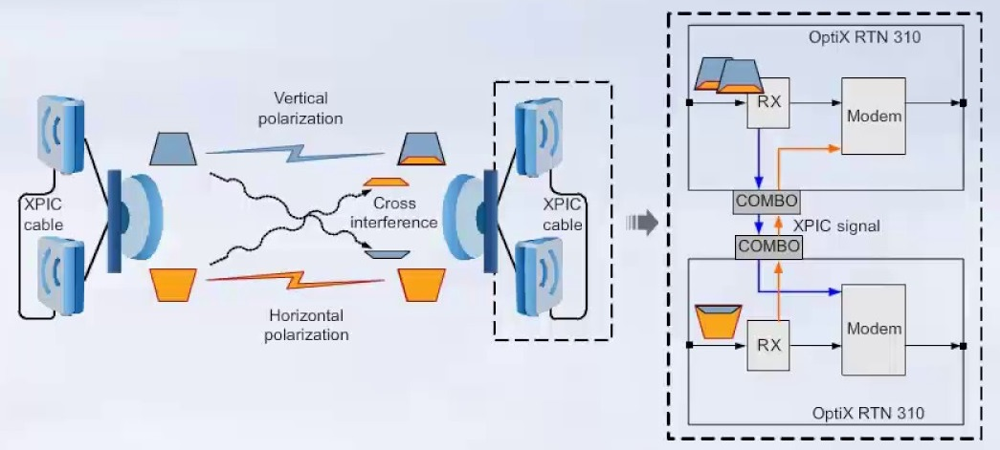 Vertical
polarization
XPIC
cable
Cross
interference
XPIC
cable
Horizontal
polarization
OptiX RTN 310
RX
Modem
COMBO
XPIC signal
COMBO
RX
Modem
OptiX RTN 310